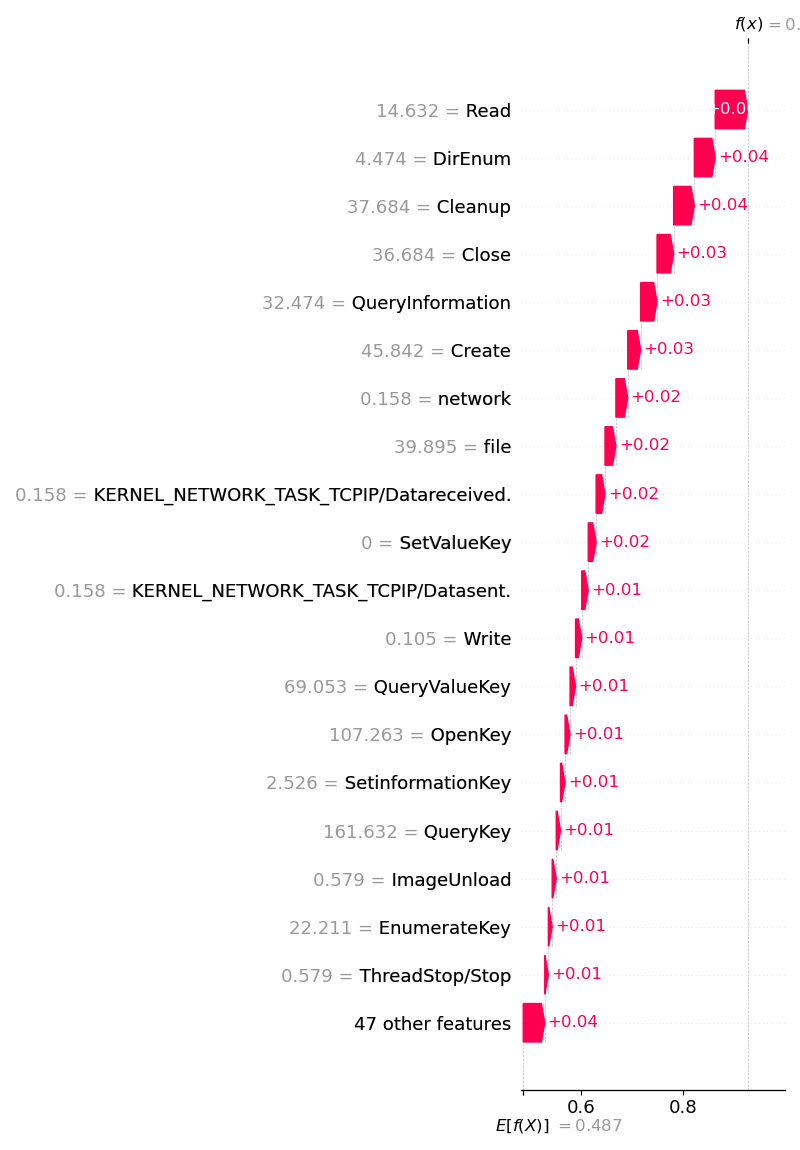 f(x) = 0.
14.632 = Read
4.474 = DirEnum +0.04
37.684 = Cleanup +0.04
36.684 = Close +0.03
32.474 = QueryInformation +0.03
45.842 = Create +0.03
0.158 = network +0.02
39.895 = file +0.02
0.158 = KERNEL_NETWORK_TASK_TCPIP/Datareceived. +0.02
0 = SetValueKey +0.02
0.158 = KERNEL_NETWORK_TASK_TCPIP/Datasent. +0.01
0.105 = Write +0.01
69.053 = QueryValueKey +0.01
107.263 = OpenKey +0.01
2.526 = SetinformationKey +0.01
161.632 = QueryKey +0.01
0.579 = ImageUnload +0.01
22.211 = EnumerateKey +0.01
0.579 = ThreadStop/Stop +0.01
47 other features +0.04
0.6 0.8
E[f(X)] = 0.487